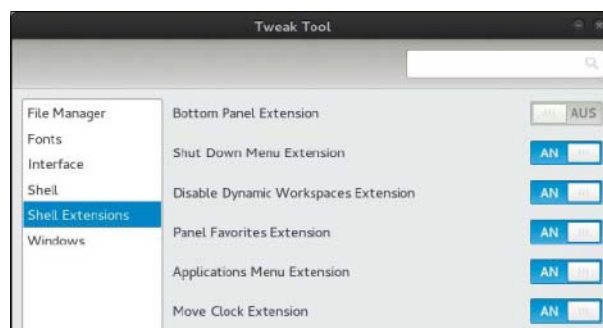 Tweak Tool
File Manager
Fonts
Interface
Shell
Shell Extensions
Windows
Bottom Panel Extension AUS
Shut Down Menu Extension AN
Disable Dynamic Workspaces Extension AN
Panel Favorites Extension AN
Applications Menu Extension AN
Move Clock Extension AN